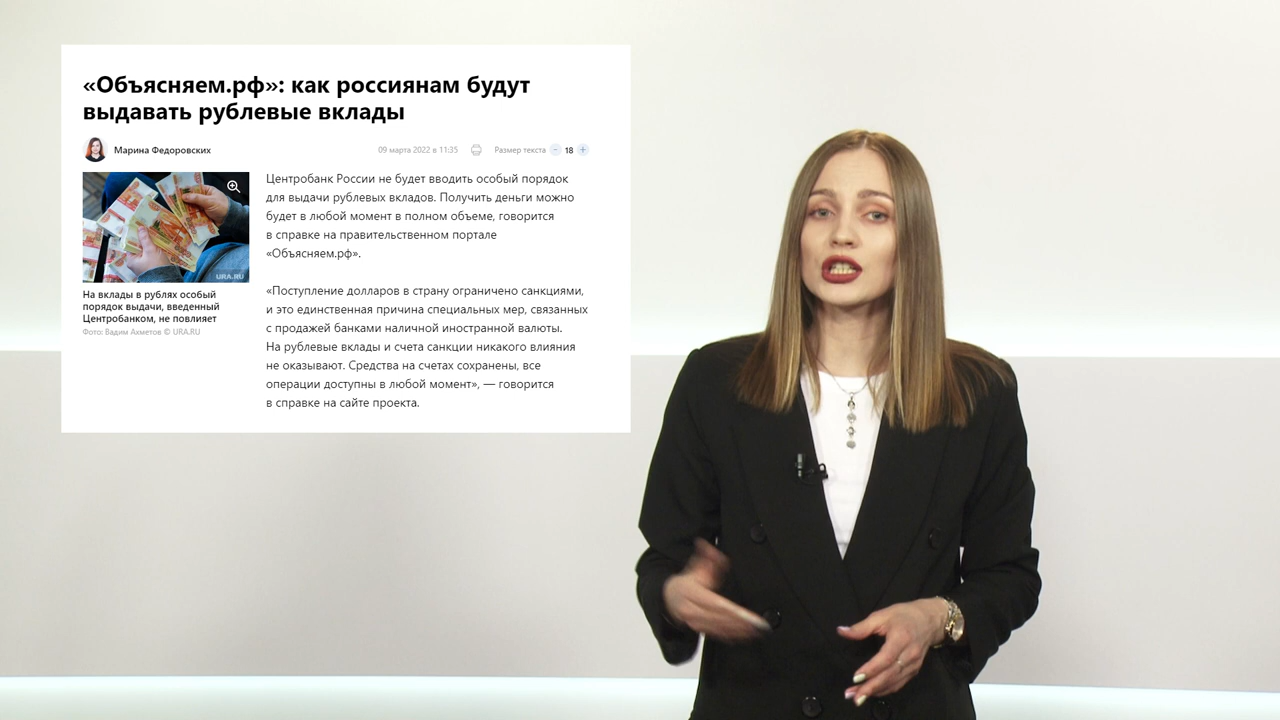 «Объясняем.рф»: как россиянам будут
выдавать рублевые вклады
Марина Федоровских
09 марта 2022 в 11:35
Размер текста − 18 +
URA.RU
Центробанк России не будет вводить особый порядок
для выдачи рублевых вкладов. Получить деньги можно
будет в любой момент в полном объеме, говорится
в справке на правительственном портале
«Объясняем.рф».
На вклады в рублях особый
порядок выдачи, введенный
Центробанком, не повлияет
Фото: Вадим Ахметов © URA.RU
«Поступление долларов в страну ограничено санкциями,
и это единственная причина специальных мер, связанных
с продажей банками наличной иностранной валюты.
На рублевые вклады и счета санкции никакого влияния
не оказывают. Средства на счетах сохранены, все
операции доступны в любой момент», — говорится
в справке на сайте проекта.